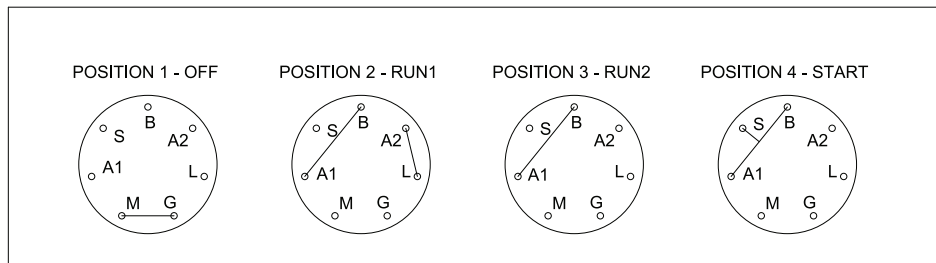 POSITION 1 - OFF
B
S
A2
A1
L
M
G
POSITION 2 - RUN1
B
S
A2
A1
L
M
G
POSITION 3 - RUN2
B
S
A2
A1
L
M
G
POSITION 4 - START
B
S
A2
A1
L
M
G